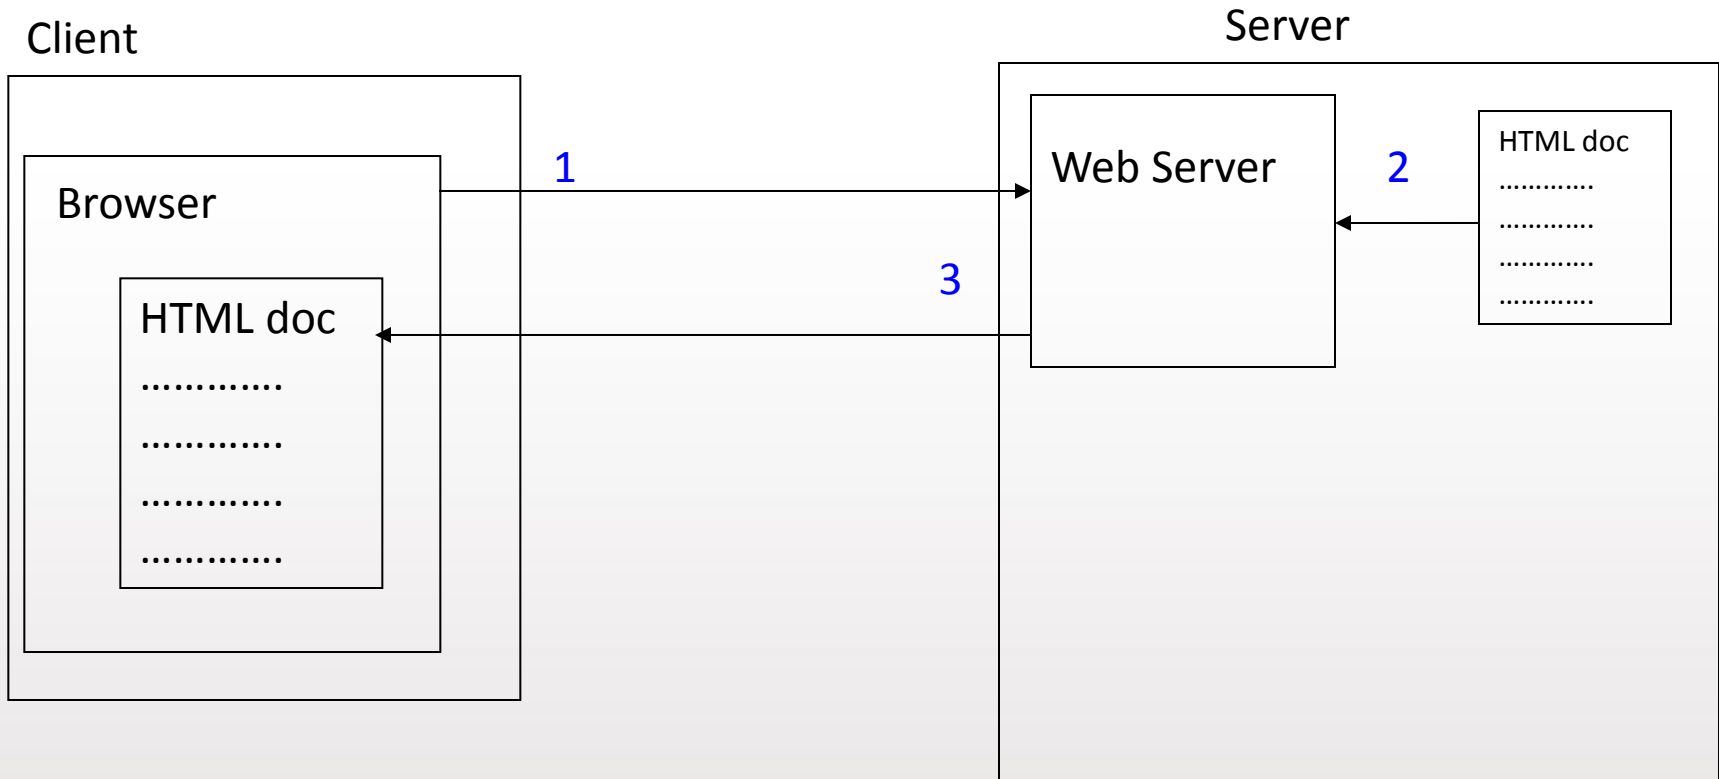 Client
Server
Browser
1
Web Server
2
HTML doc
………….
………….
………….
………….
3
HTML doc
………….
………….
………….
………….